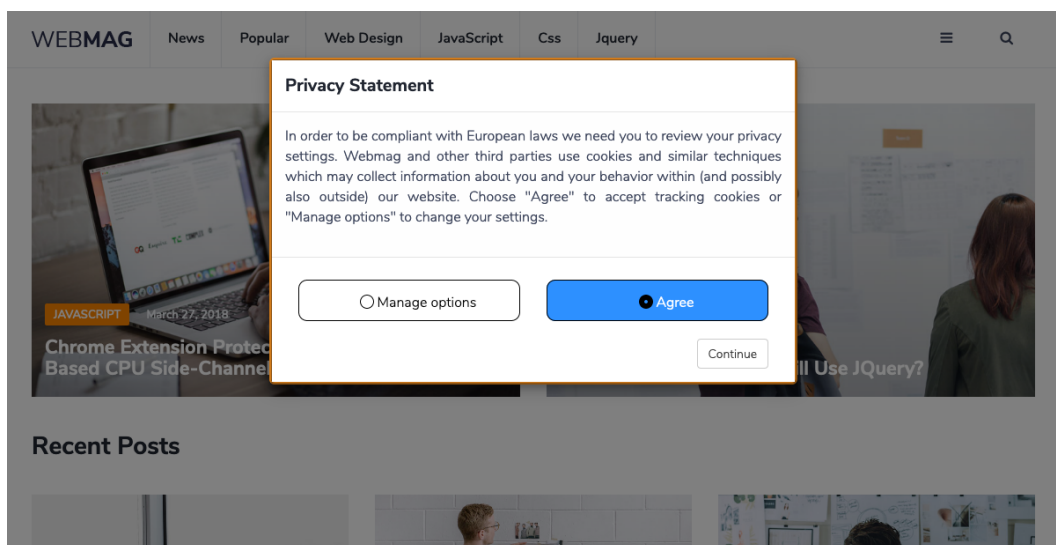 WEBMAG News Popular Web Design JavaScript Css Jquery
Privacy Statement
In order to be compliant with European laws we need you to review your privacy
settings. Webmag and other third parties use cookies and similar techniques
which may collect information about you and your behavior within (and possibly
also outside) our website. Choose "Agree" to accept tracking cookies or
"Manage options" to change your settings.
Manage options
Agree
Continue
JAVASCRIPT March 27, 2018
Chrome Extension Protec
Based CPU Side-Channel
ll Use JQuery?
Recent Posts